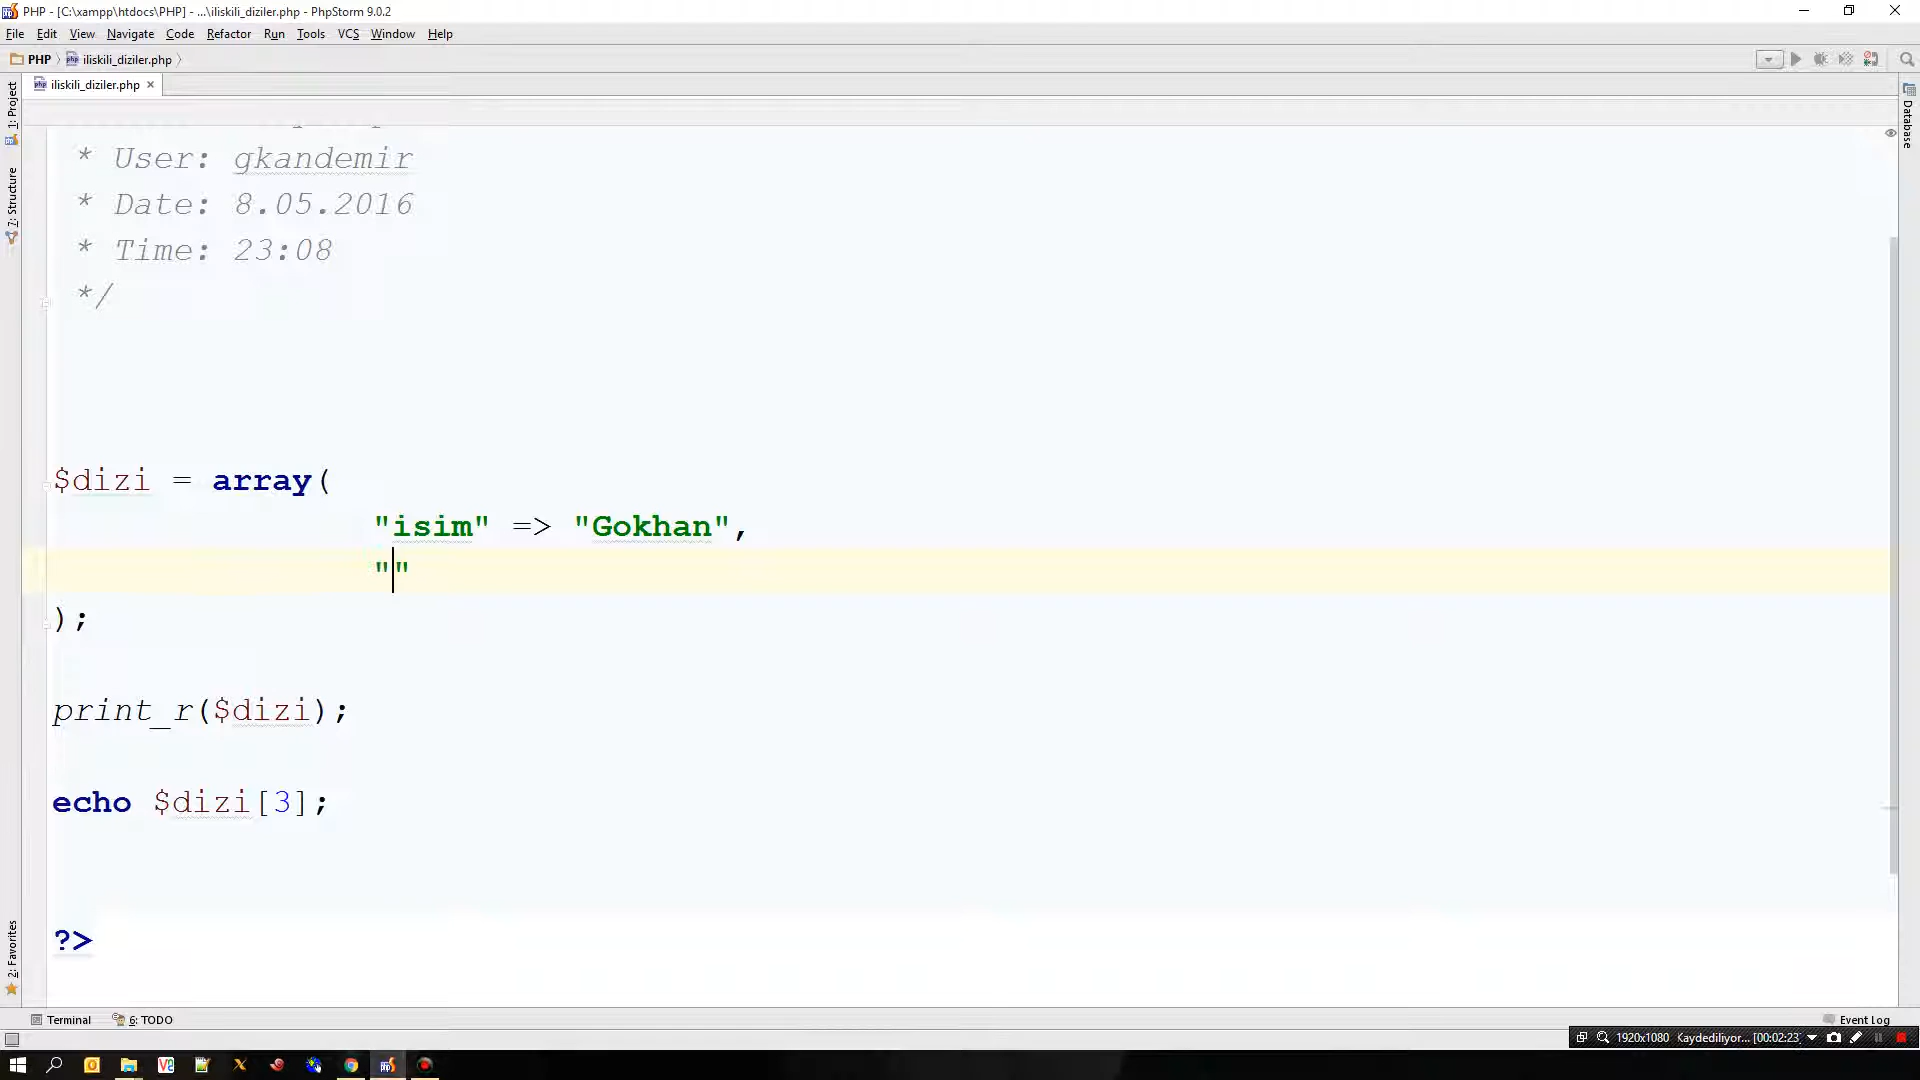 PHP - [C:\xampp\htdocs\PHP] - ...\iliskili_diziler.php - PhpStorm 9.0.2
File Edit View Navigate Code Refactor Run Tools VCS Window Help
PHP iliskili_diziler.php
iliskili_diziler.php
1: Project
7: Structure
2: Favorites
Database
* User: gkandemir
* Date: 8.05.2016
* Time: 23:08
*/
$dizi = array(
"isim" => "Gokhan",
""
);
print_r($dizi);
echo $dizi[3];
?>
Terminal 6: TODO
Event Log
1920x1080 Kaydediliyor... [00:02:23]